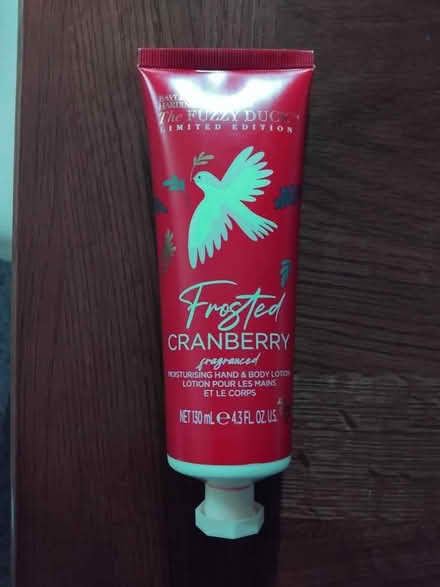 The FUZZY DUCK
LIMITED EDITION
Frosted
CRANBERRY
fragranced
MOISTURISING HAND & BODY LOTION
LOTION POUR LES MAINS
ET LE CORPS
NET 130 mL ℮ 4.3 FL. OZ. U.S.